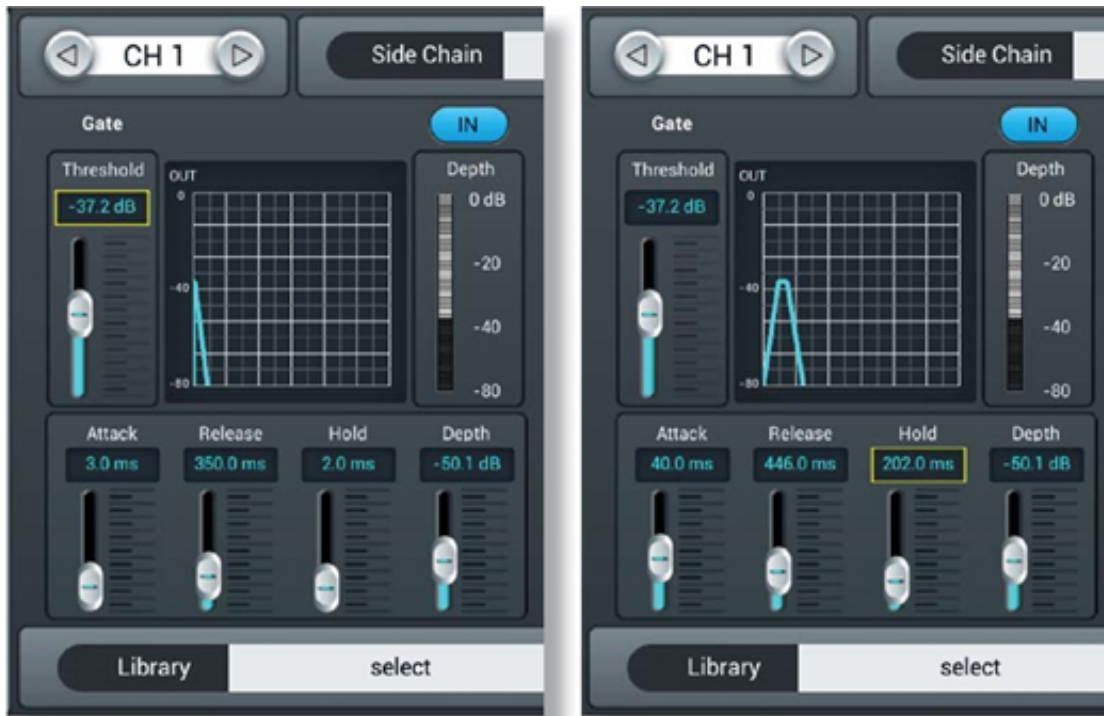 CH 1
Side Chain
Gate
IN
Threshold
-37.2 dB
OUT
0
-40
-80
Depth
0 dB
-20
-40
-80
Attack
Release
Hold
Depth
3.0 ms
350.0 ms
2.0 ms
-50.1 dB
Library
select
CH 1
Side Chain
Gate
IN
Threshold
-37.2 dB
OUT
0
-40
-80
Depth
0 dB
-20
-40
-80
Attack
Release
Hold
Depth
40.0 ms
446.0 ms
202.0 ms
-50.1 dB
Library
select